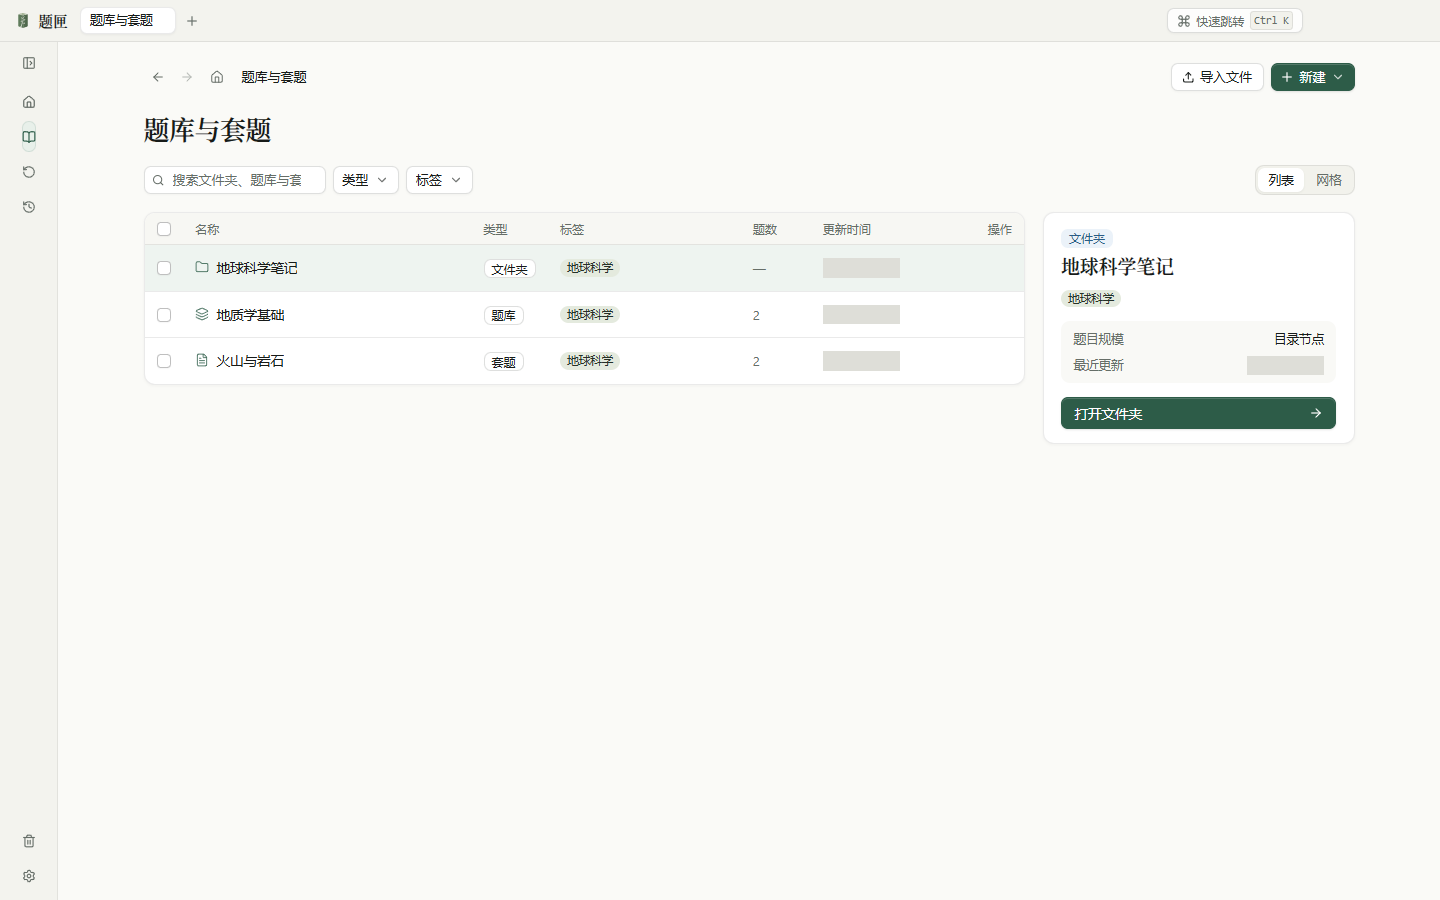 题匣
题库与套题
快速跳转 Ctrl K
题库与套题
导入文件
新建
题库与套题
搜索文件夹、题库与套
类型
标签
列表
网格
名称 类型 标签 题数 更新时间 操作
地球科学笔记 文件夹 地球科学 —
地质学基础 题库 地球科学 2
火山与岩石 套题 地球科学 2
文件夹
地球科学笔记
地球科学
题目规模 目录节点
最近更新
打开文件夹